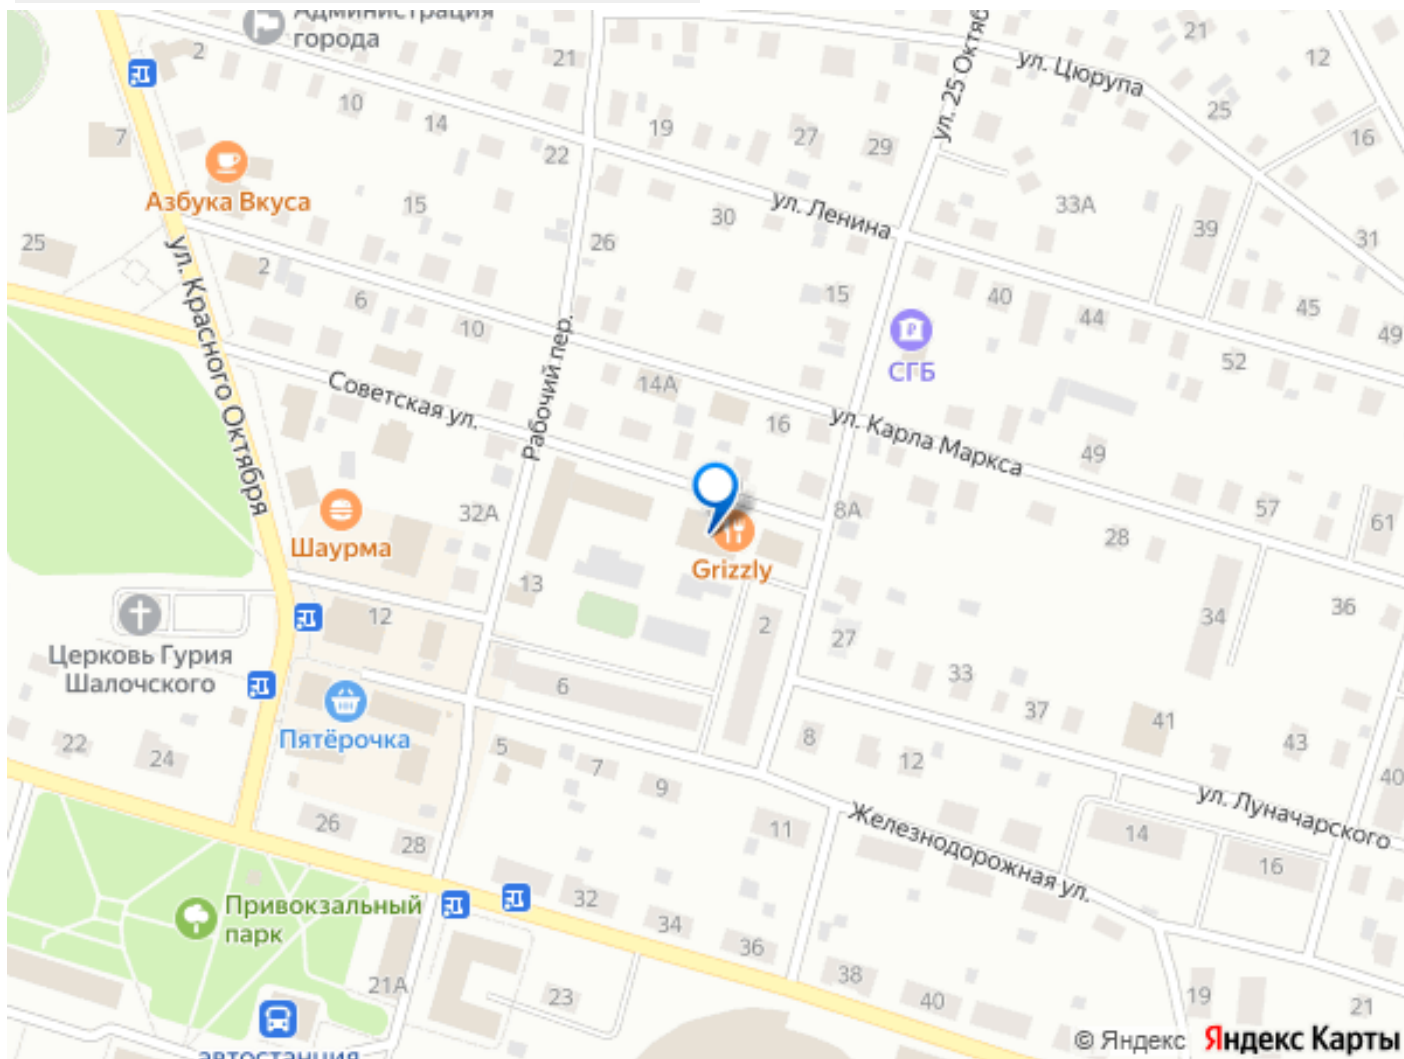 Администрация
города
2
21
ул. Цюрупа
21
12
ул. 25 Октяб
10
14
19
27
29
25
16
7
22
Азбука Вкуса
15
30
ул. Ленина
33А
39
31
25
2
26
ул. Красного Октября
6
10
15
40
44
45
49
Рабочий пер.
СГБ
52
Советская ул.
14А
16
ул. Карла Маркса
49
Шаурма
32А
8А
28
57
61
Grizzly
13
12
2
27
34
36
Церковь Гурия
Шалочского
6
33
37
41
43
Пятёрочка
22
24
5
7
9
8
12
40
ул. Луначарского
26
28
11
Железнодорожная ул.
14
16
Привокзальный
парк
32
34
36
38
40
21А
23
19
21
автостанция
© Яндекс Яндекс Карты